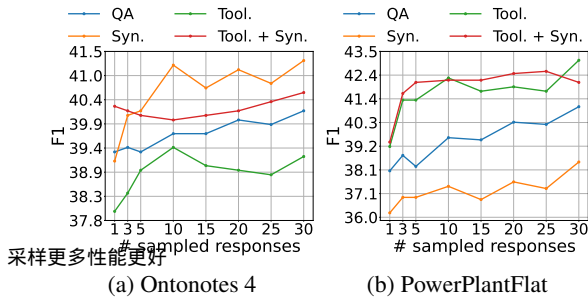 QA Tool.
Syn. Tool. + Syn.
QA Tool.
Syn. Tool. + Syn.
F1
41.5
41.0
40.4
39.9
39.4
38.9
38.3
37.8
1 3 5 10 15 20 25 30
# sampled responses
采样更多性能更好
(a) Ontonotes 4
F1
43.5
42.4
41.4
40.3
39.2
38.1
37.1
36.0
1 3 5 10 15 20 25 30
# sampled responses
(b) PowerPlantFlat